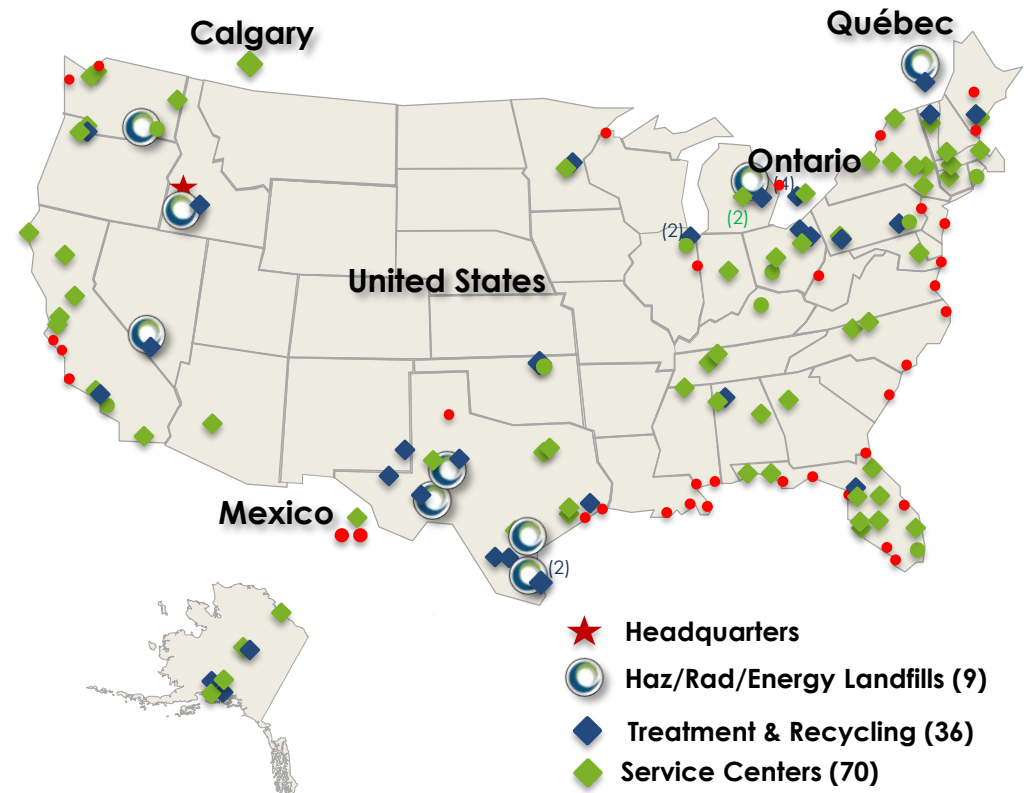 Calgary
Québec
Ontario
(4)
(2)
(2)
United States
Mexico
(2)
Headquarters
Haz/Rad/Energy Landfills (9)
Treatment & Recycling (36)
Service Centers (70)